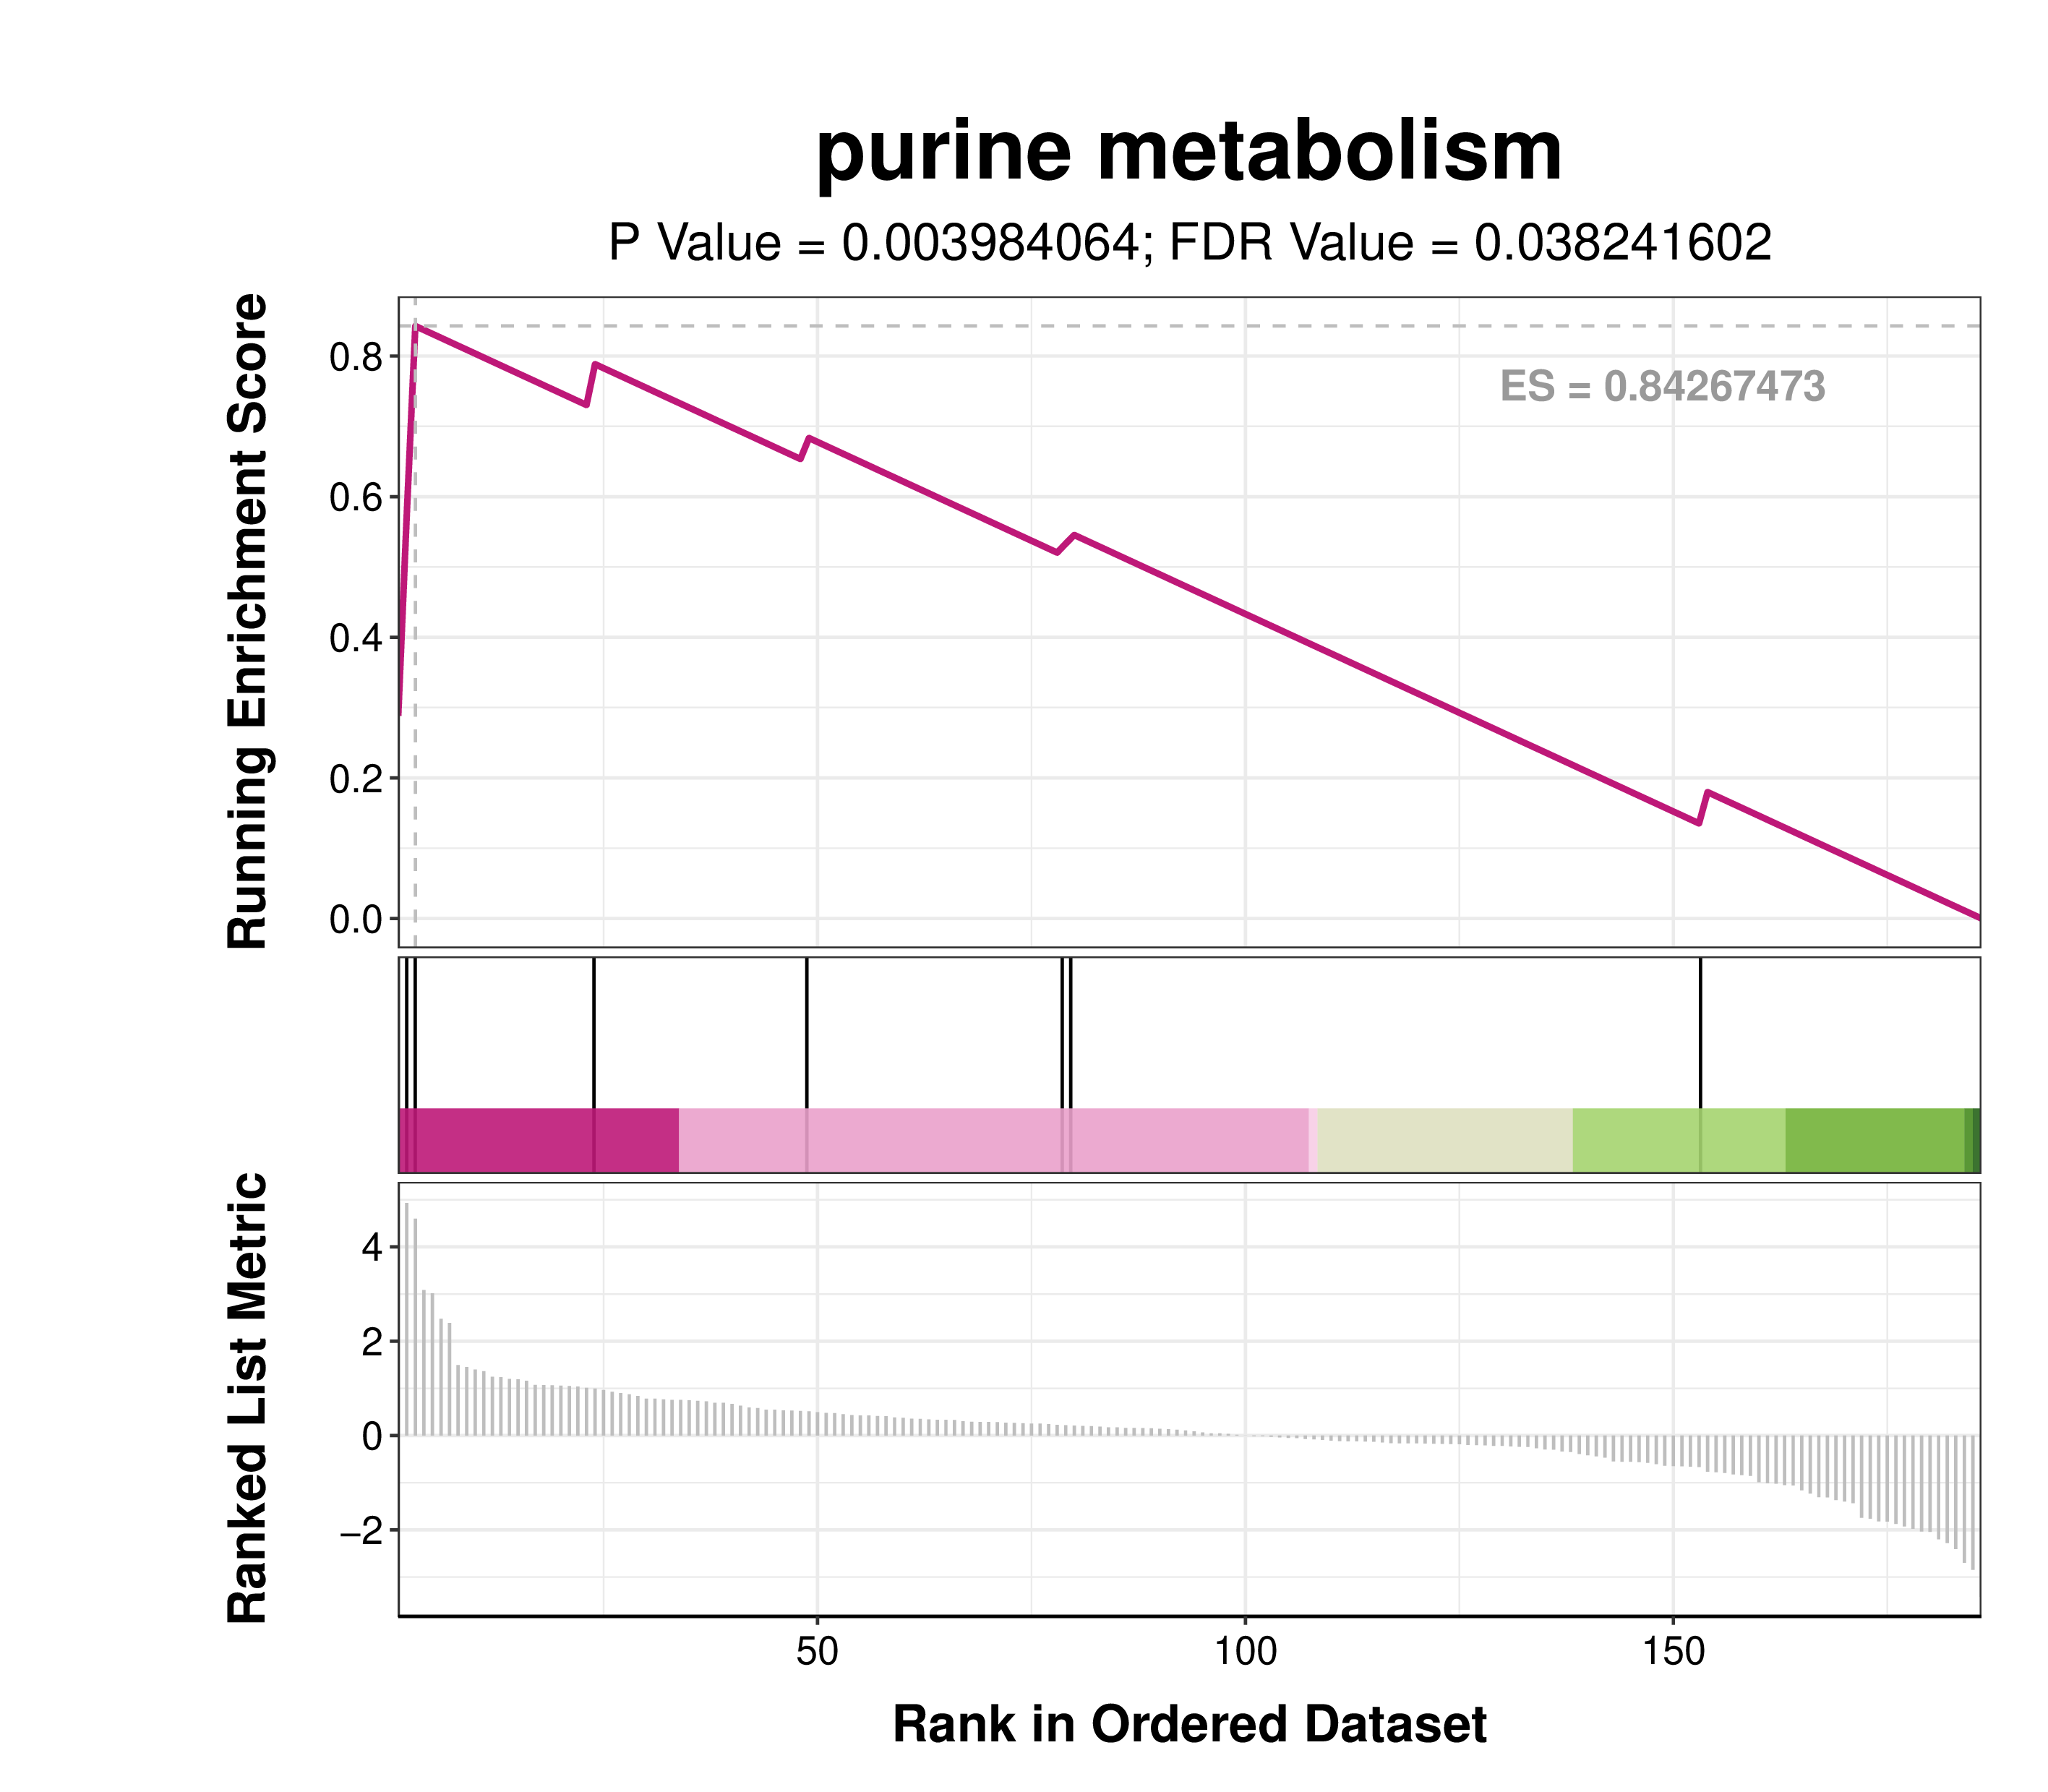 purine metabolism
P Value = 0.003984064; FDR Value = 0.038241602
Running Enrichment Score
0.8
0.6
0.4
0.2
0.0
ES = 0.84267473
Ranked List Metric
4
2
0
−2
50 100 150
Rank in Ordered Dataset